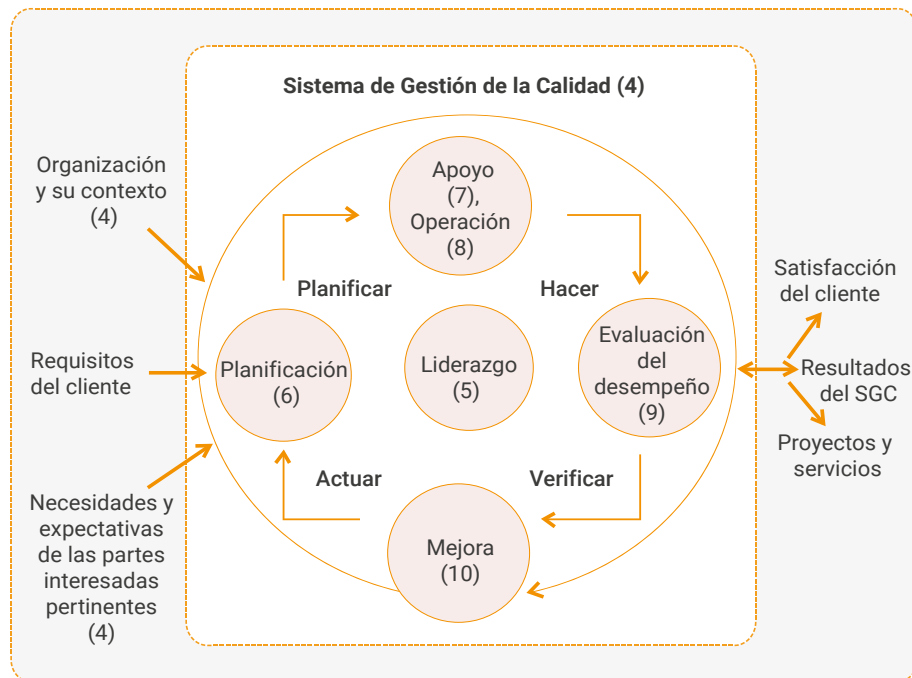 Sistema de Gestión de la Calidad (4)
Organización
y su contexto
(4)
Requisitos
del cliente
Necesidades y
expectativas
de las partes
interesadas
pertinentes
(4)
Apoyo
(7),
Operación
(8)
Planificar
Hacer
Planificación
(6)
Liderazgo
(5)
Evaluación
del
desempeño
(9)
Actuar
Verificar
Mejora
(10)
Satisfacción
del cliente
Resultados
del SGC
Proyectos y
servicios